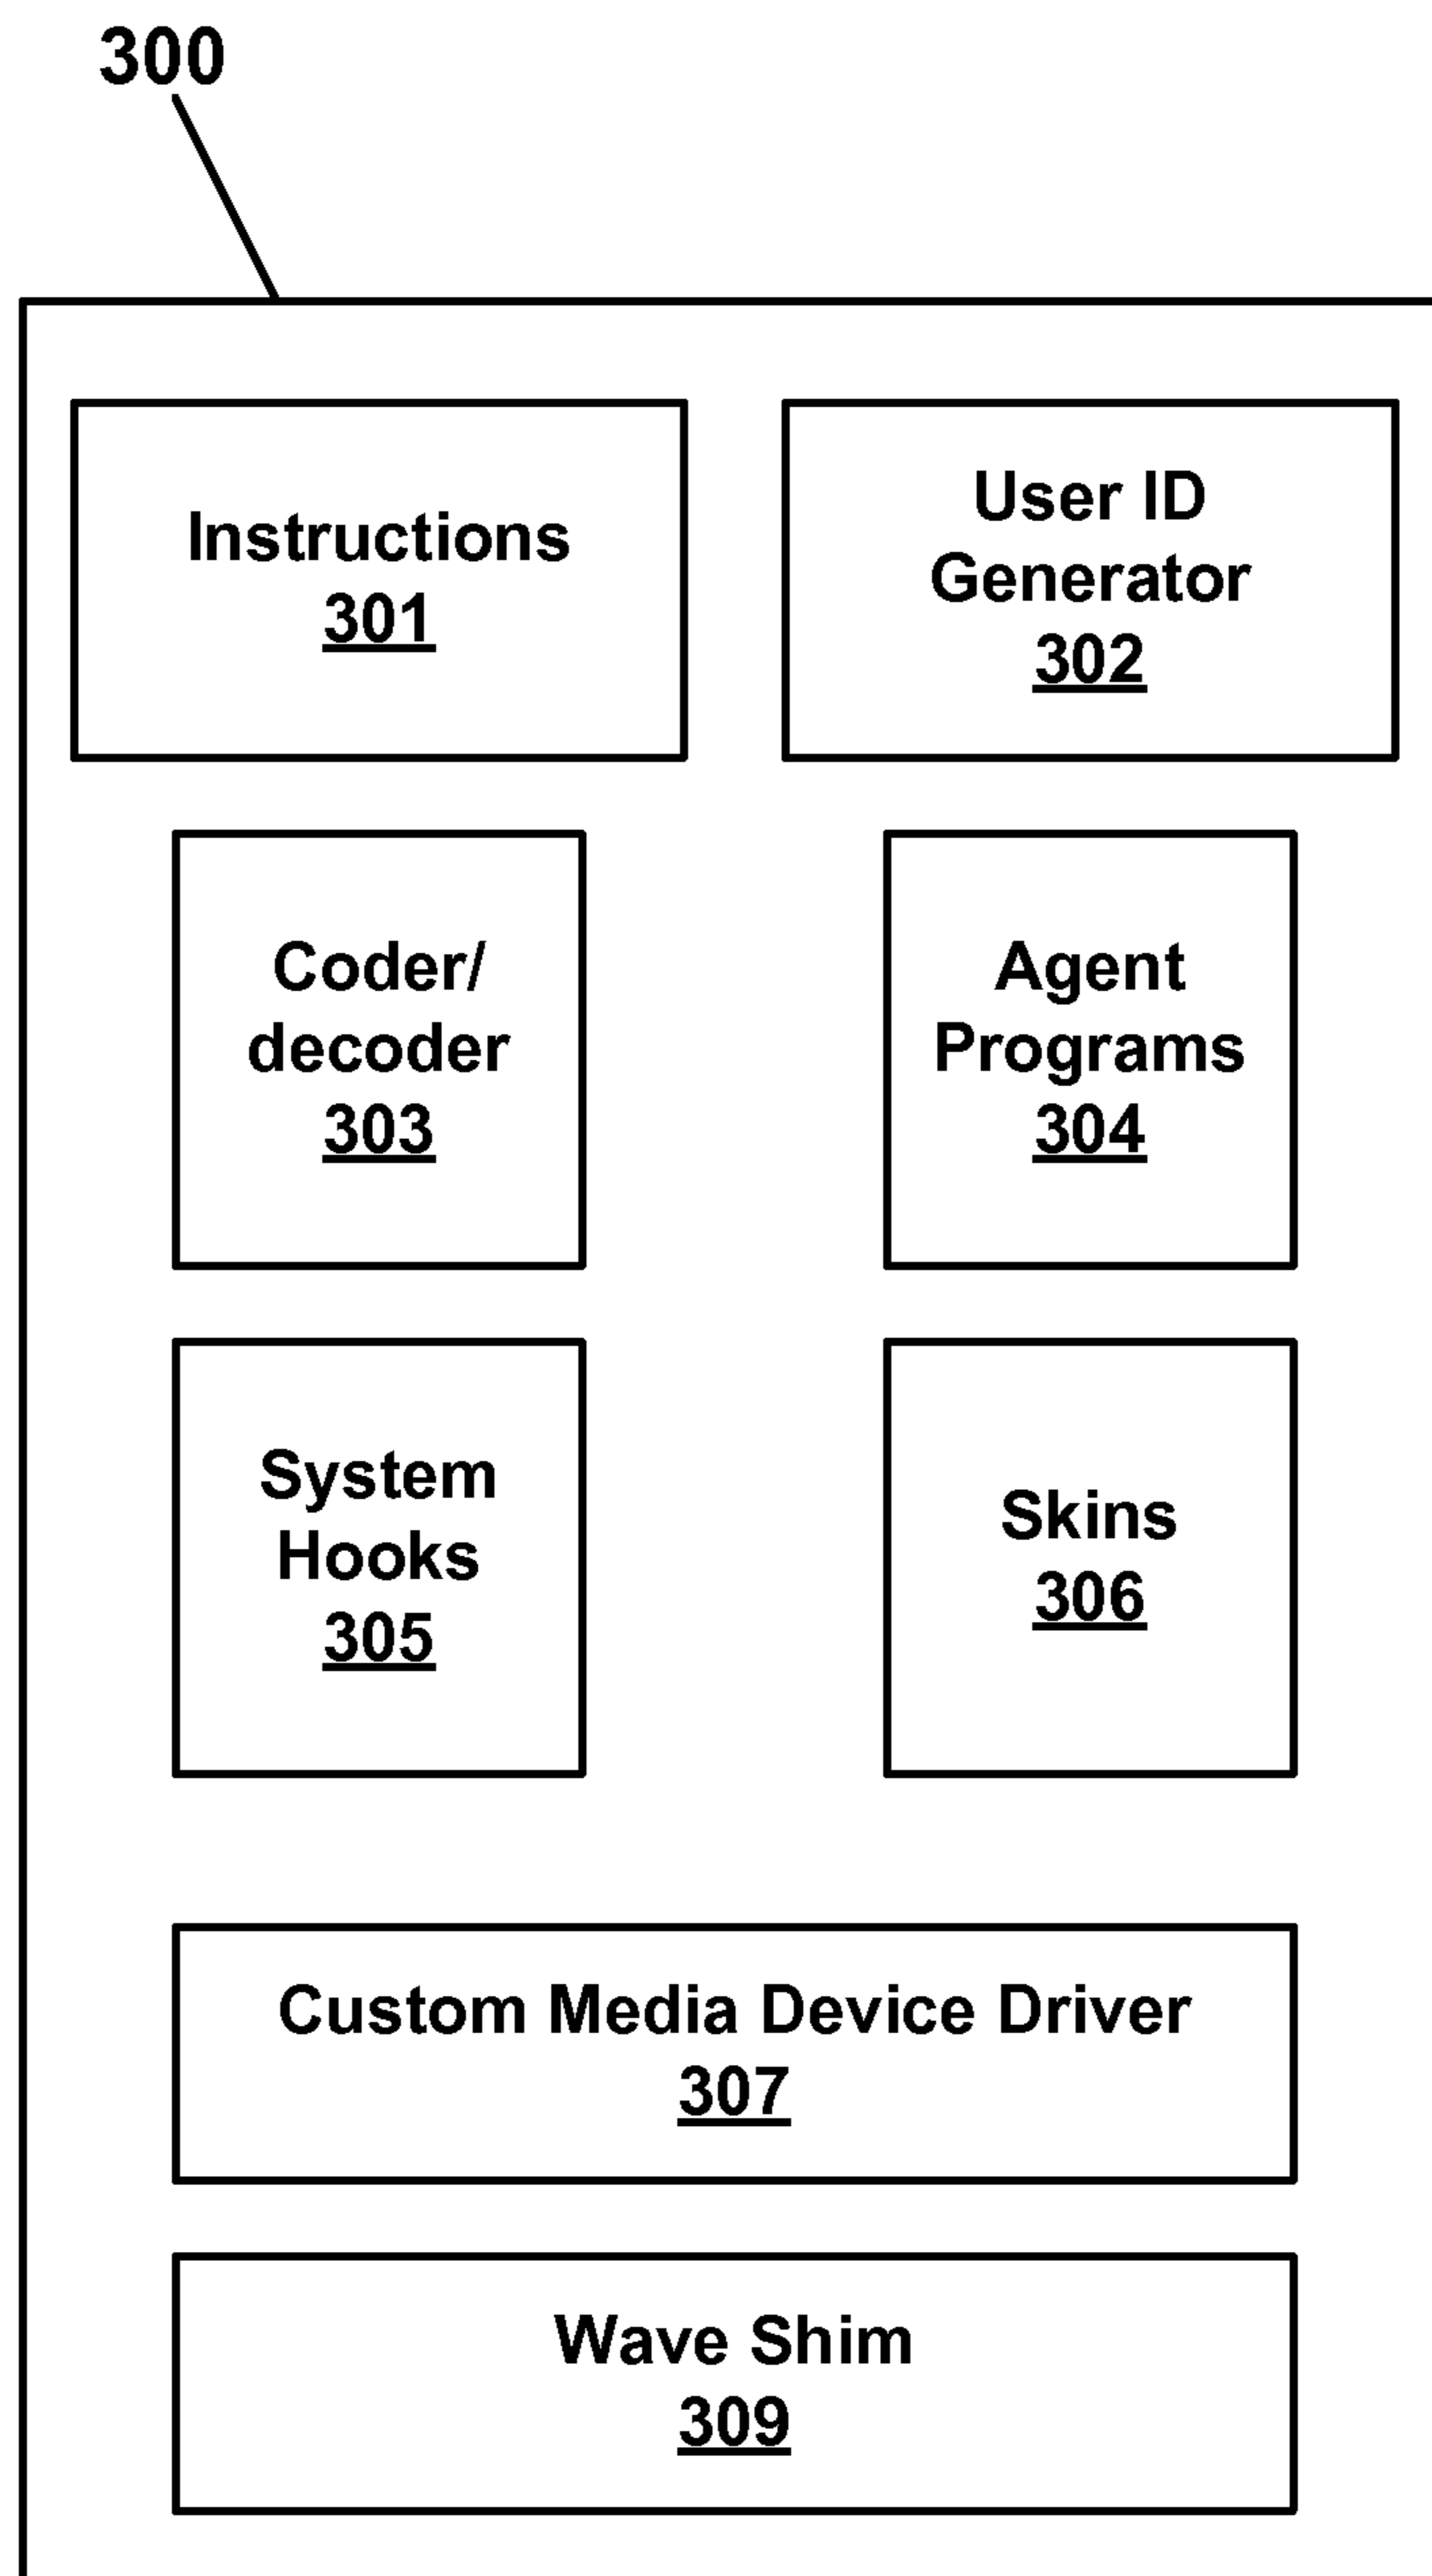 300
Instructions
301
User ID
Generator
302
Coder/
decoder
303
Agent
Programs
304
System
Hooks
305
Skins
306
Custom Media Device Driver
307
Wave Shim
309